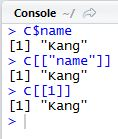 Console ~/
> C$name
[1] "Kang"
> C[["name"]]
[1] "Kang"
> C[[1]]
[1] "Kang"
>